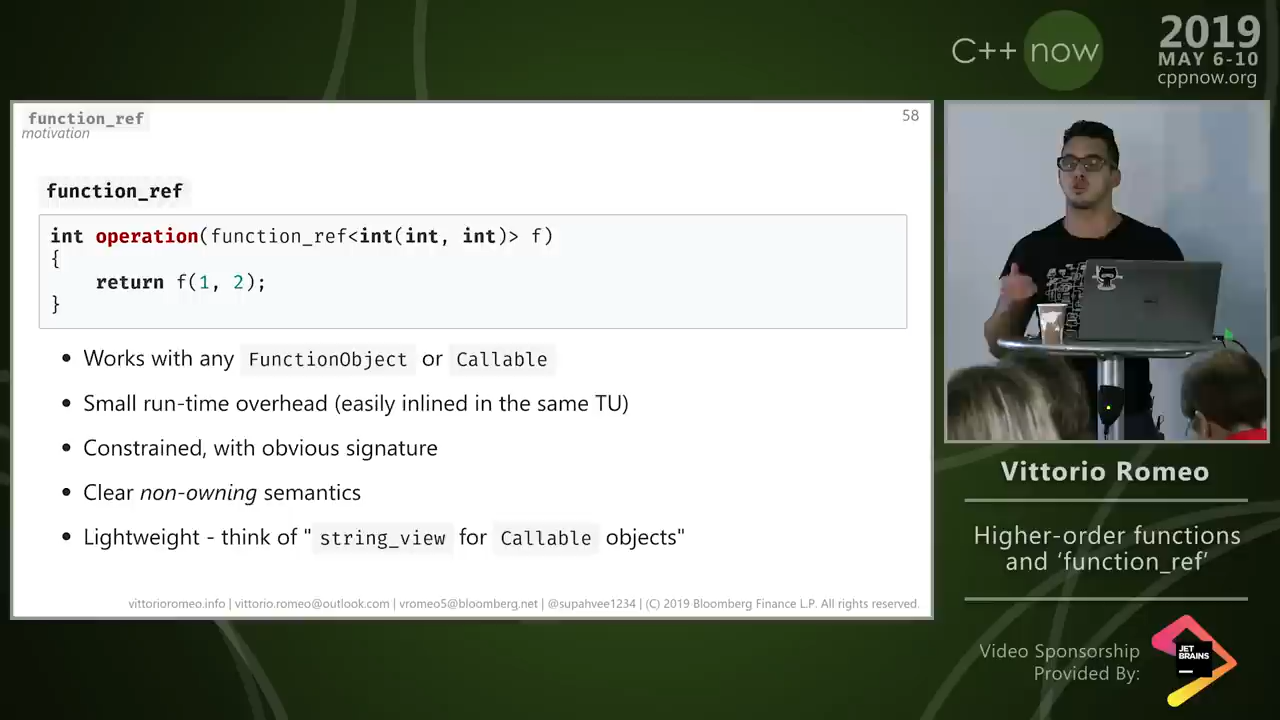 C++ now
2019
MAY 6-10
cppnow.org
function_ref
motivation
58
function_ref
int operation(function_ref<int(int, int)> f)
{
return f(1, 2);
}
• Works with any FunctionObject or Callable
• Small run-time overhead (easily inlined in the same TU)
• Constrained, with obvious signature
• Clear non-owning semantics
• Lightweight - think of "string_view for Callable objects"
vittorioromeo.info | vittorio.romeo@outlook.com | vromeo5@bloomberg.net | @supahvee1234 | (C) 2019 Bloomberg Finance L.P. All rights reserved.
Vittorio Romeo
Higher-order functions
and ‘function_ref’
Video Sponsorship
Provided By:
JET
BRAINS